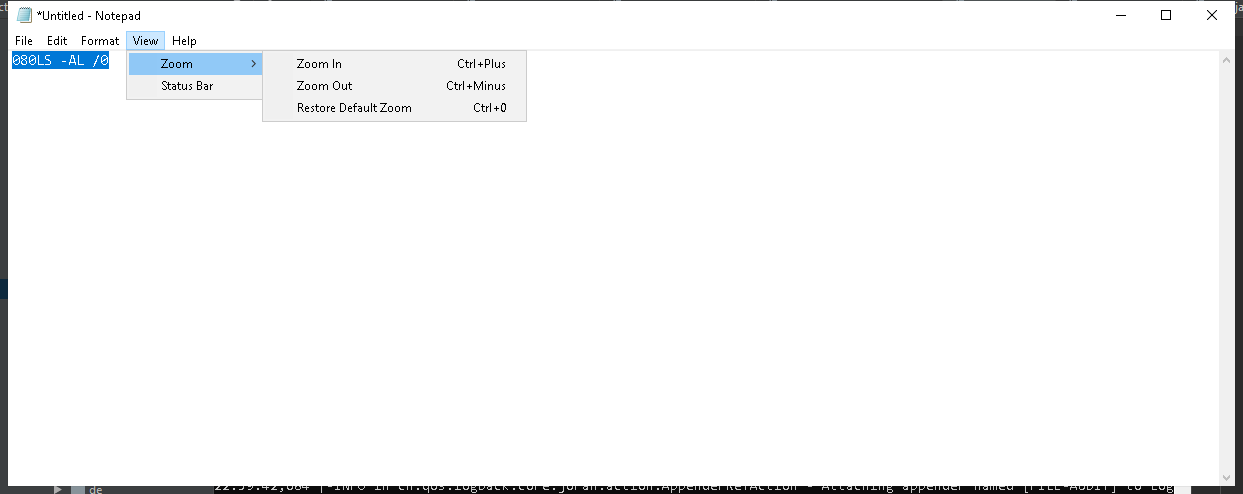 *Untitled - Notepad
File Edit Format View Help
080LS -AL /0
Zoom
Status Bar
Zoom In Ctrl+Plus
Zoom Out Ctrl+Minus
Restore Default Zoom Ctrl+0
de
22:59:42,684 |-INFO in ch.qos.logback.core.joran.action.AppenderRefAction - Attaching appender named [FILE-AUDIT] to Log